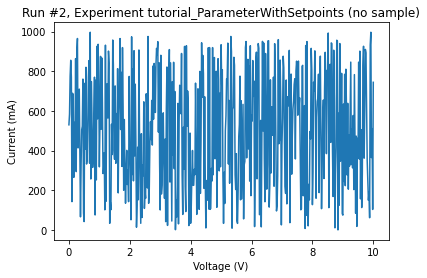 Run #2, Experiment tutorial_ParameterWithSetpoints (no sample)
1000
800
600
400
200
0
Current (mA)
0 2 4 6 8 10
Voltage (V)